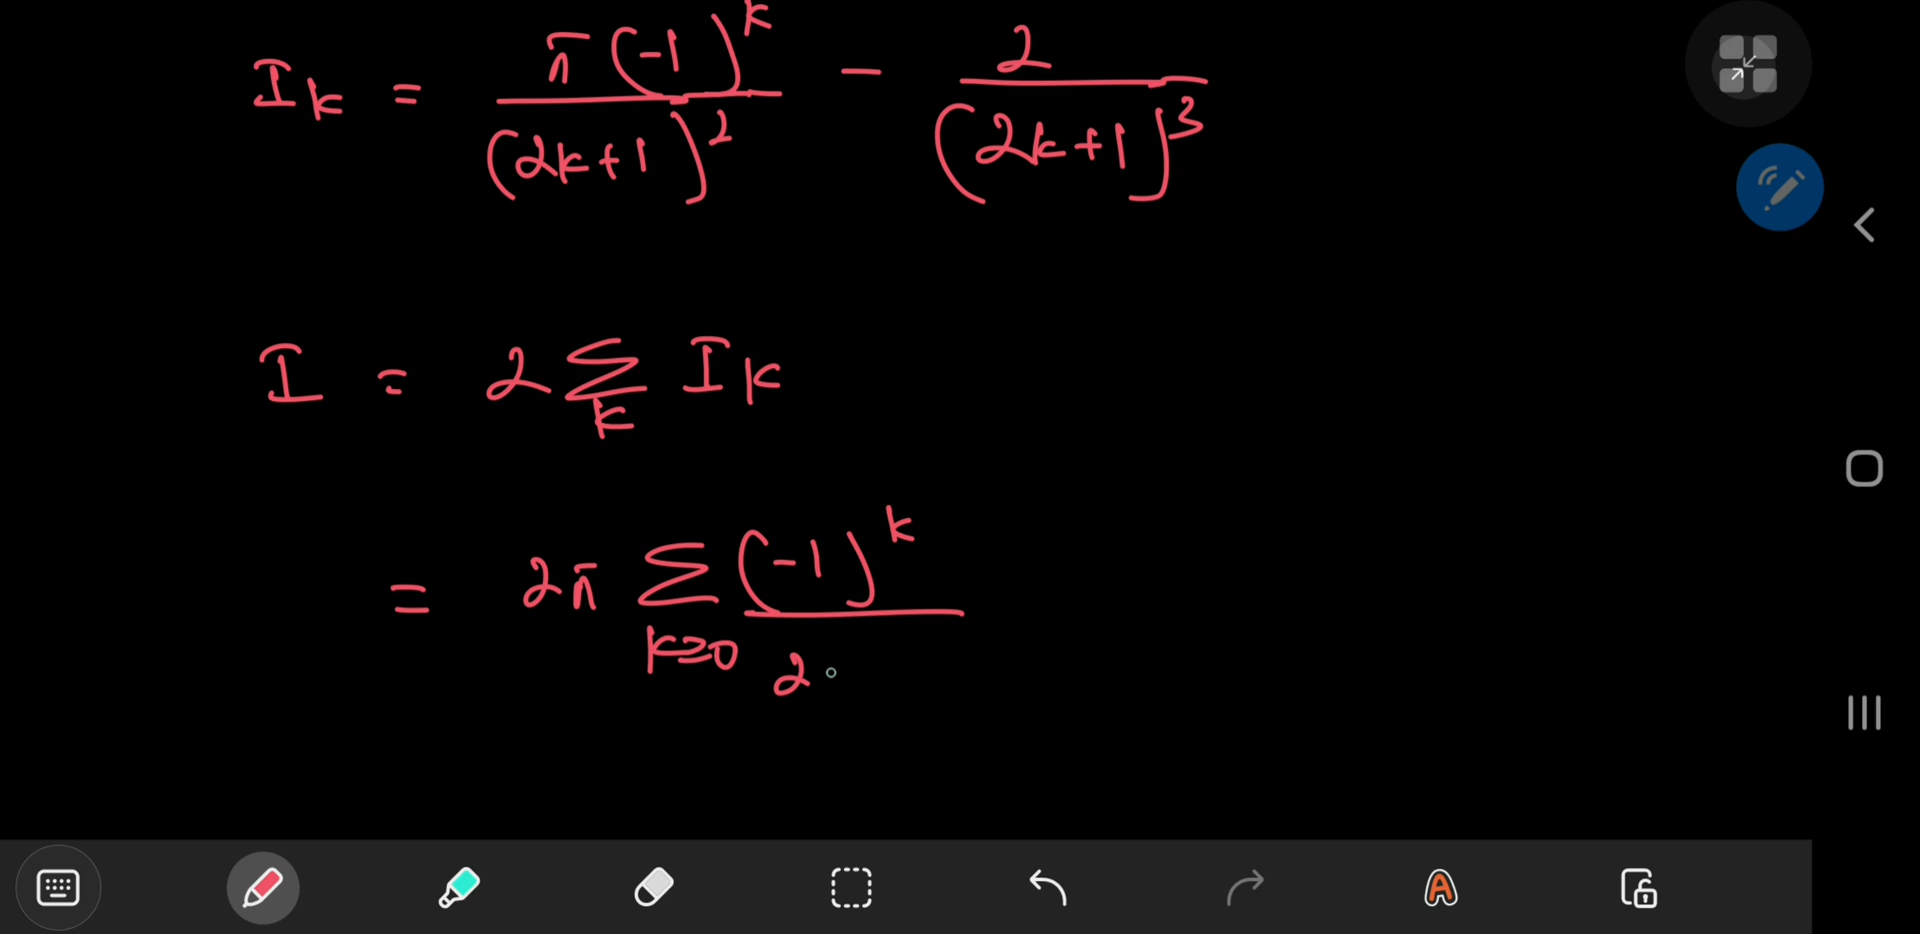 I_k = π(-1)^k / (2k+1)^2 - 2 / (2k+1)^3
I = 2 Σ_k I_k
= 2π Σ_{k≥0} (-1)^k / 2
A